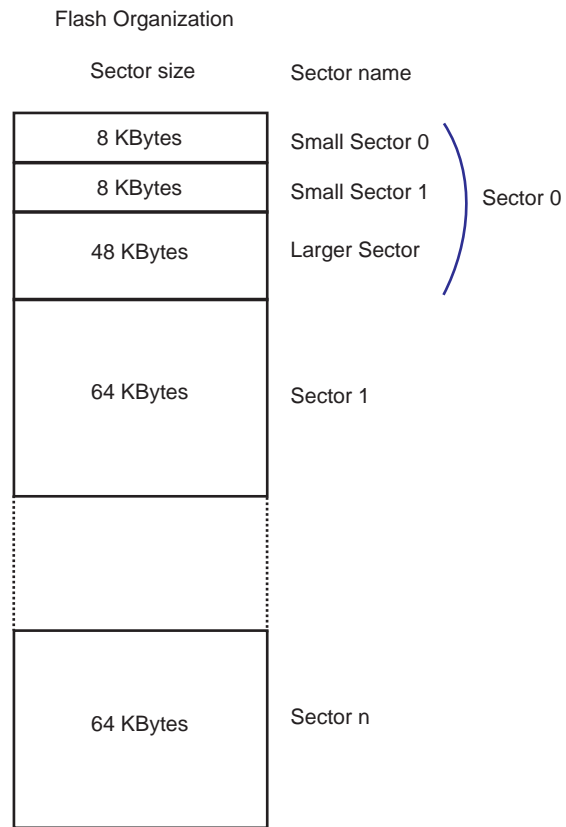 Flash Organization
Sector size Sector name
8 KBytes Small Sector 0
8 KBytes Small Sector 1 Sector 0
48 KBytes Larger Sector
64 KBytes Sector 1
64 KBytes Sector n